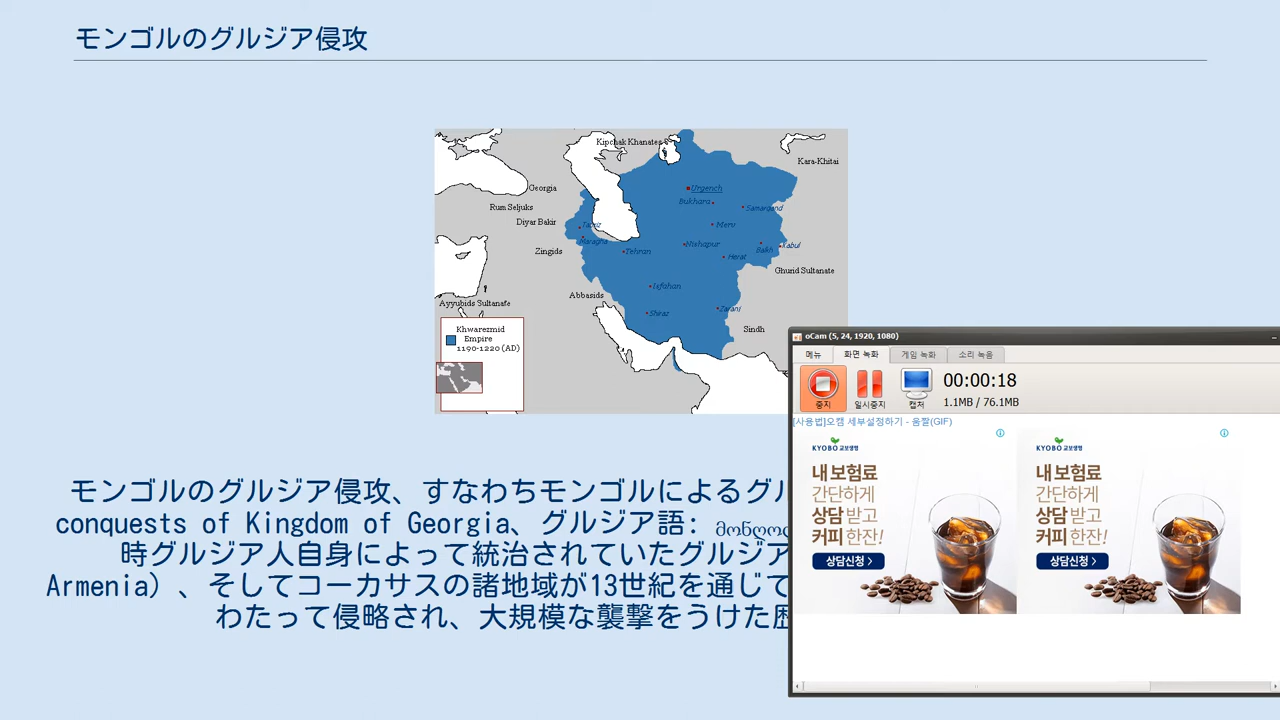 モンゴルのグルジア侵攻
Kipchak Khanates
Kara-Khitai
Georgia
Urgench
Rum Seljuks
Bukhara
Samarqand
Diyar Bakir
Tabriz
Merv
Maragha
Nishapur
Balkh
Kabul
Zingids
Tehran
Herat
Ghurid Sultanate
Isfahan
Abbasids
Ayyubids Sultanate
Shiraz
Zaranj
Sindh
Khwarezmid
Empire
1190-1220 (AD)
モンゴルのグルジア侵攻、すなわちモンゴルによるグル
conquests of Kingdom of Georgia、グルジア語:
時グルジア人自身によって統治されていたグルジア
Armenia）、そしてコーカサスの諸地域が13世紀を通じて
わたって侵略され、大規模な襲撃をうけた歴
oCam (5, 24, 1920, 1080)
메뉴 화면 녹화 게임 녹화 소리 녹음
중지 일시중지 캡처
00:00:18
1.1MB / 76.1MB
[사용법]오캠 세부설정하기 - 움짤(GIF)
KYOBO 교보생명
내 보험료
간단하게
상담 받고
커피 한잔!
상담신청 >
KYOBO 교보생명
내 보험료
간단하게
상담 받고
커피 한잔!
상담신청 >